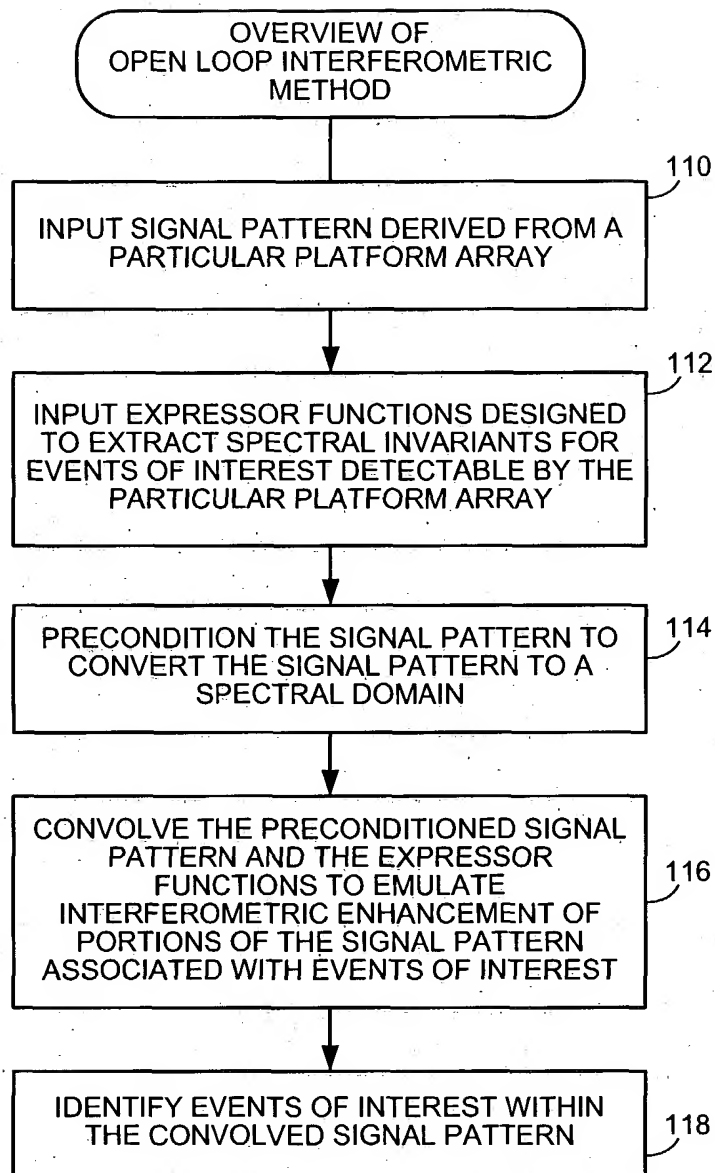 OVERVIEW OF
OPEN LOOP INTERFEROMETRIC
METHOD
110
INPUT SIGNAL PATTERN DERIVED FROM A
PARTICULAR PLATFORM ARRAY
112
INPUT EXPRESSOR FUNCTIONS DESIGNED
TO EXTRACT SPECTRAL INVARIANTS FOR
EVENTS OF INTEREST DETECTABLE BY THE
PARTICULAR PLATFORM ARRAY
114
PRECONDITION THE SIGNAL PATTERN TO
CONVERT THE SIGNAL PATTERN TO A
SPECTRAL DOMAIN
116
CONVOLVE THE PRECONDITIONED SIGNAL
PATTERN AND THE EXPRESSOR
FUNCTIONS TO EMULATE
INTERFEROMETRIC ENHANCEMENT OF
PORTIONS OF THE SIGNAL PATTERN
ASSOCIATED WITH EVENTS OF INTEREST
118
IDENTIFY EVENTS OF INTEREST WITHIN
THE CONVOLVED SIGNAL PATTERN